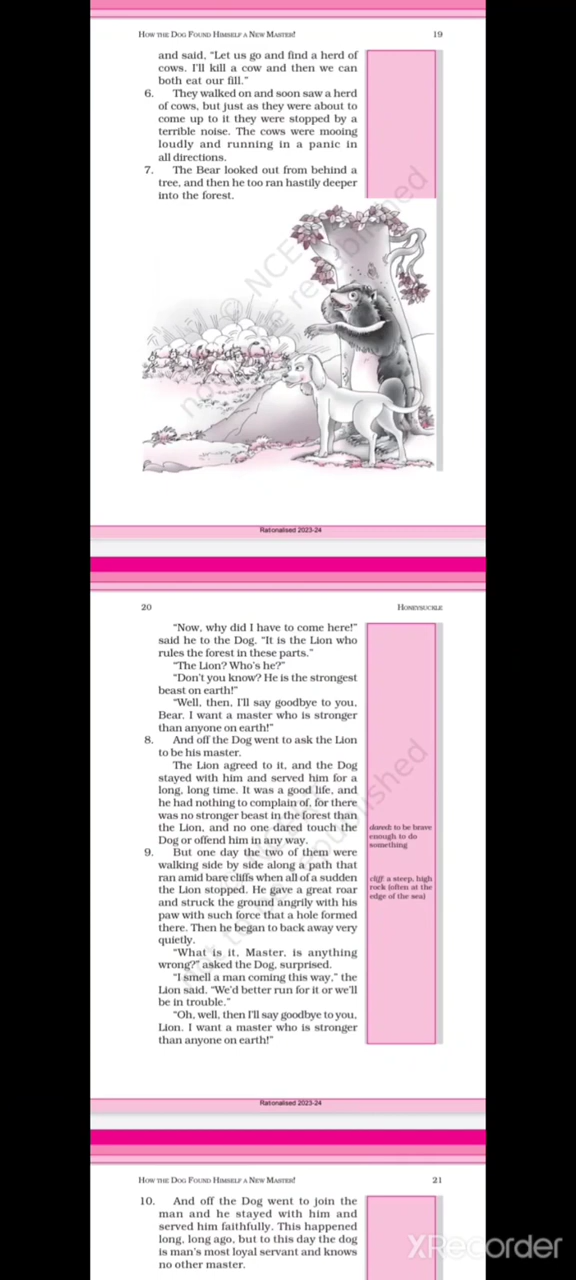 HOW THE DOG FOUND HIMSELF A NEW MASTER! 19
and said, “Let us go and find a herd of
cows. I’ll kill a cow and then we can
both eat our fill.”
6. They walked on and soon saw a herd
of cows, but just as they were about to
come up to it they were stopped by a
terrible noise. The cows were mooing
loudly and running in a panic in
all directions.
7. The Bear looked out from behind a
tree, and then he too ran hastily deeper
into the forest.
Rationalised 2023-24
20 HONEYSUCKLE
“Now, why did I have to come here!”
said he to the Dog. “It is the Lion who
rules the forest in these parts.”
“The Lion? Who’s he?”
“Don’t you know? He is the strongest
beast on earth!”
“Well, then, I’ll say goodbye to you,
Bear. I want a master who is stronger
than anyone on earth!”
8. And off the Dog went to ask the Lion
to be his master.
The Lion agreed to it, and the Dog
stayed with him and served him for a
long, long time. It was a good life, and
he had nothing to complain of, for there
was no stronger beast in the forest than
the Lion, and no one dared touch the
Dog or offend him in any way.
dared: to be brave
enough to do
something
9. But one day the two of them were
walking side by side along a path that
ran amid bare cliffs when all of a sudden
the Lion stopped. He gave a great roar
and struck the ground angrily with his
paw with such force that a hole formed
there. Then he began to back away very
quietly.
cliff: a steep, high
rock (often at the
edge of the sea)
“What is it, Master, is anything
wrong?” asked the Dog, surprised.
“I smell a man coming this way,” the
Lion said. “We’d better run for it or we’ll
be in trouble.”
“Oh, well, then I’ll say goodbye to you,
Lion. I want a master who is stronger
than anyone on earth!”
Rationalised 2023-24
HOW THE DOG FOUND HIMSELF A NEW MASTER! 21
10. And off the Dog went to join the
man and he stayed with him and
served him faithfully. This happened
long, long ago, but to this day the dog
is man’s most loyal servant and knows
no other master.
XRecorder